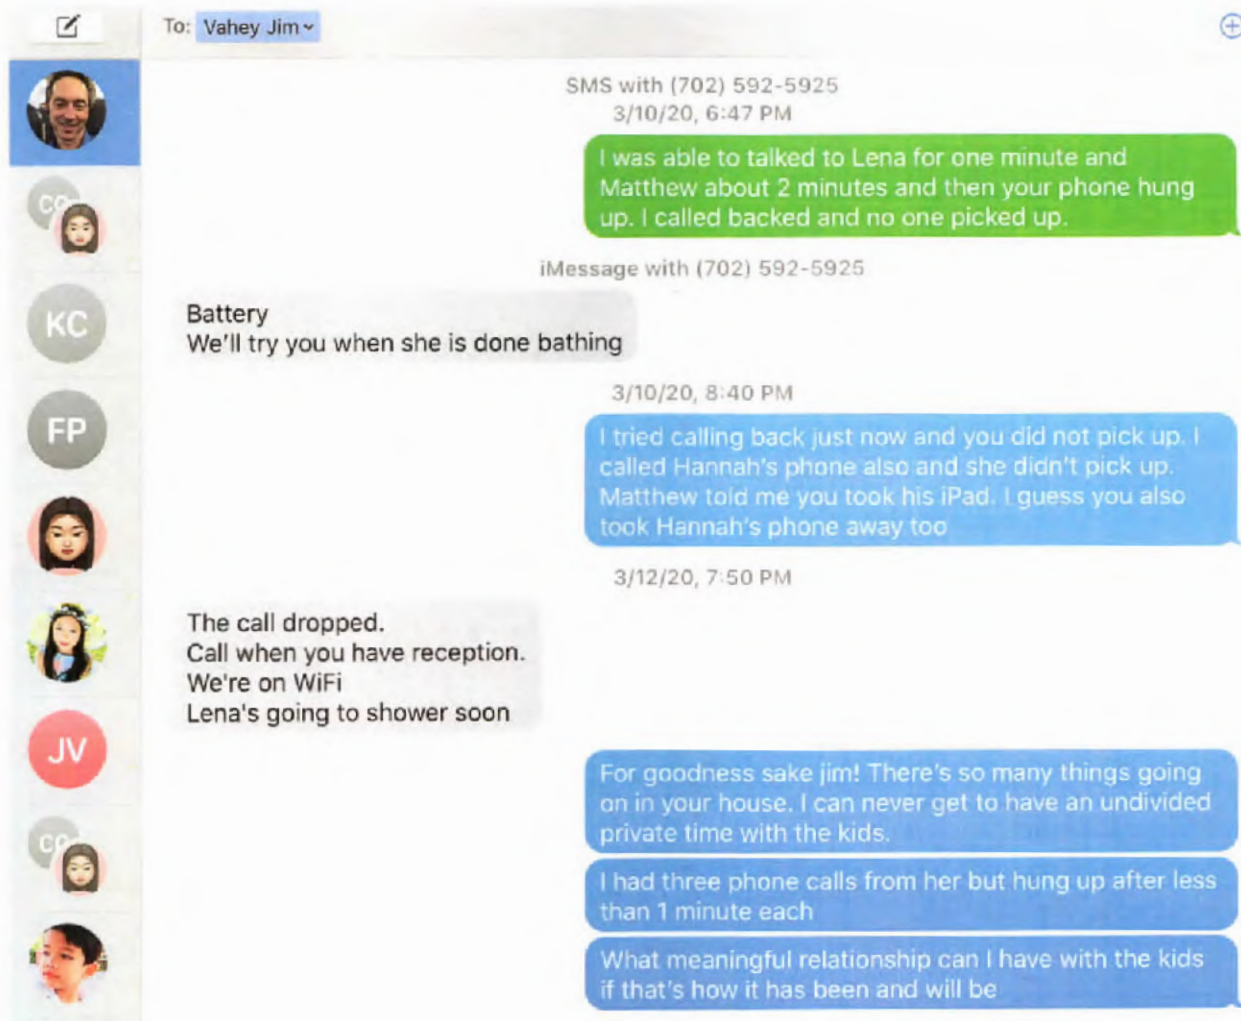 To: Vahey Jim
SMS with (702) 592-5925
3/10/20, 6:47 PM
I was able to talked to Lena for one minute and
Matthew about 2 minutes and then your phone hung
up. I called backed and no one picked up.
iMessage with (702) 592-5925
Battery
We'll try you when she is done bathing
3/10/20, 8:40 PM
I tried calling back just now and you did not pick up. I
called Hannah's phone also and she didn't pick up.
Matthew told me you took his iPad. I guess you also
took Hannah's phone away too
3/12/20, 7:50 PM
The call dropped.
Call when you have reception.
We're on WiFi
Lena's going to shower soon
For goodness sake jim! There's so many things going
on in your house. I can never get to have an undivided
private time with the kids.
I had three phone calls from her but hung up after less
than 1 minute each
What meaningful relationship can I have with the kids
if that's how it has been and will be
KC
FP
JV